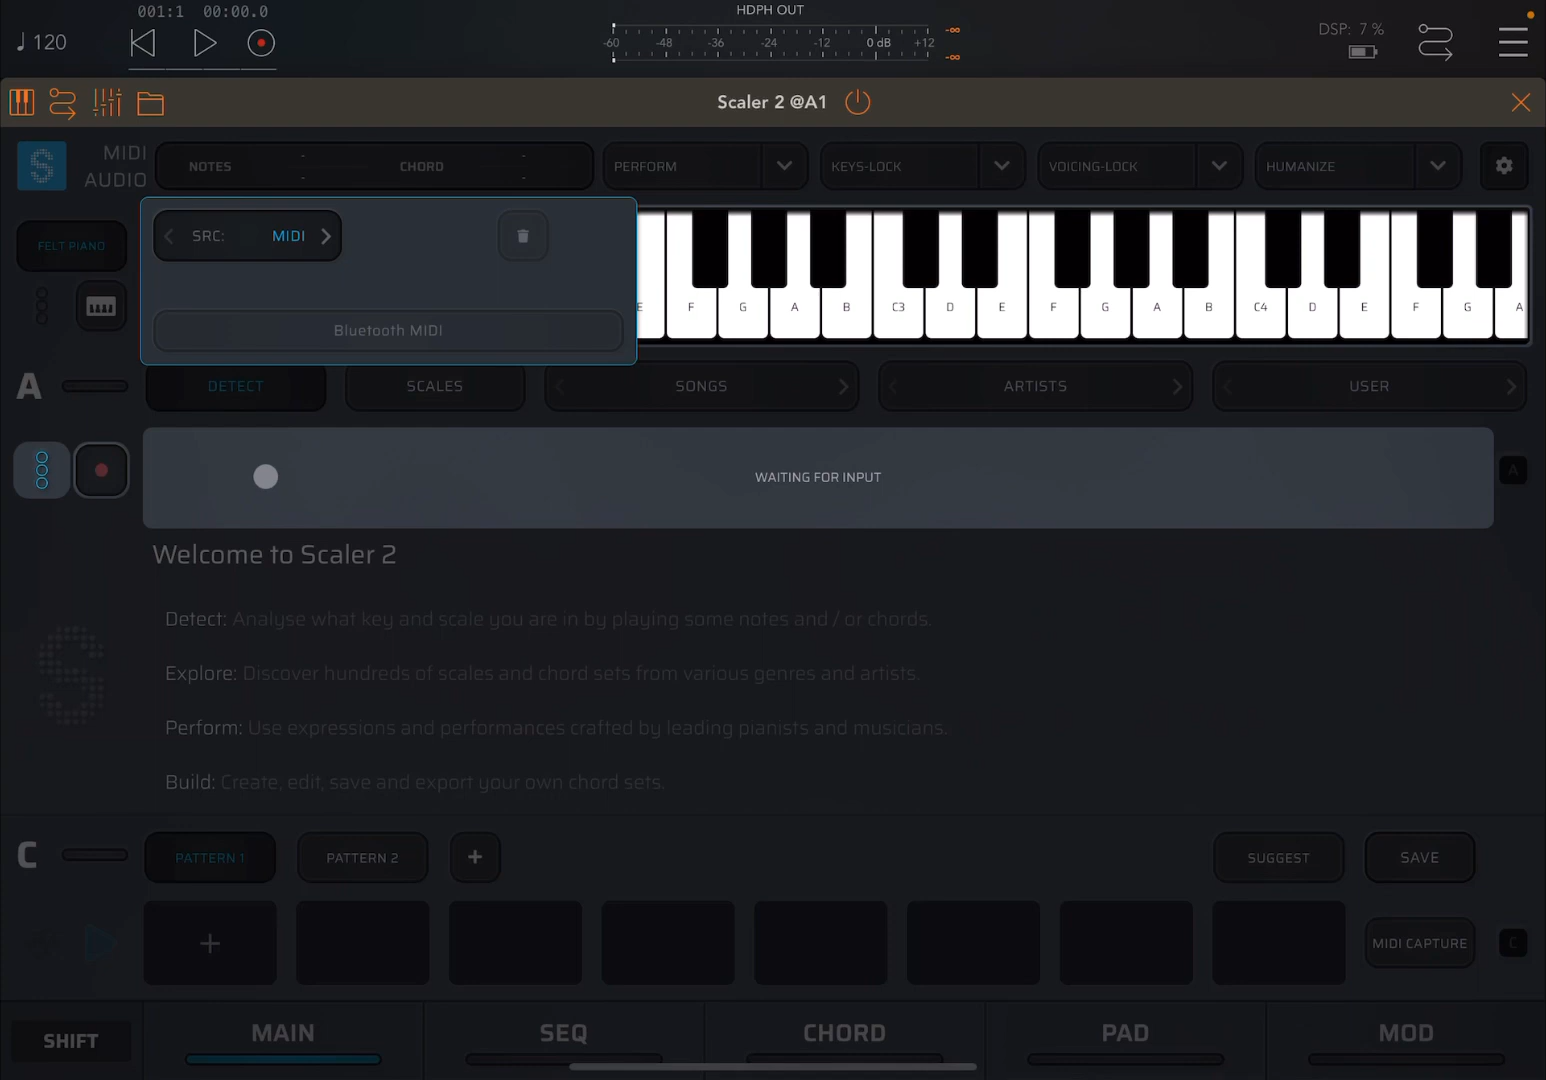 001:1 00:00.0
120
HDPH OUT
-60 -48 -36 -24 -12 0 dB +12
-∞
-∞
DSP: 7 %
Scaler 2 @A1
S
MIDI
AUDIO
NOTES - - CHORD - -
PERFORM
KEYS-LOCK
VOICING-LOCK
HUMANIZE
FELT PIANO
SRC: MIDI
Bluetooth MIDI
E F G A B C3 D E F G A B C4 D E F G A
A
DETECT
SCALES
SONGS
ARTISTS
USER
WAITING FOR INPUT
A
Welcome to Scaler 2
Detect: Analyse what key and scale you are in by playing some notes and / or chords.
Explore: Discover hundreds of scales and chord sets from various genres and artists.
Perform: Use expressions and performances crafted by leading pianists and musicians.
Build: Create, edit, save and export your own chord sets.
S
C
PATTERN 1
PATTERN 2
+
SUGGEST
SAVE
+
MIDI CAPTURE
C
SHIFT
MAIN
SEQ
CHORD
PAD
MOD